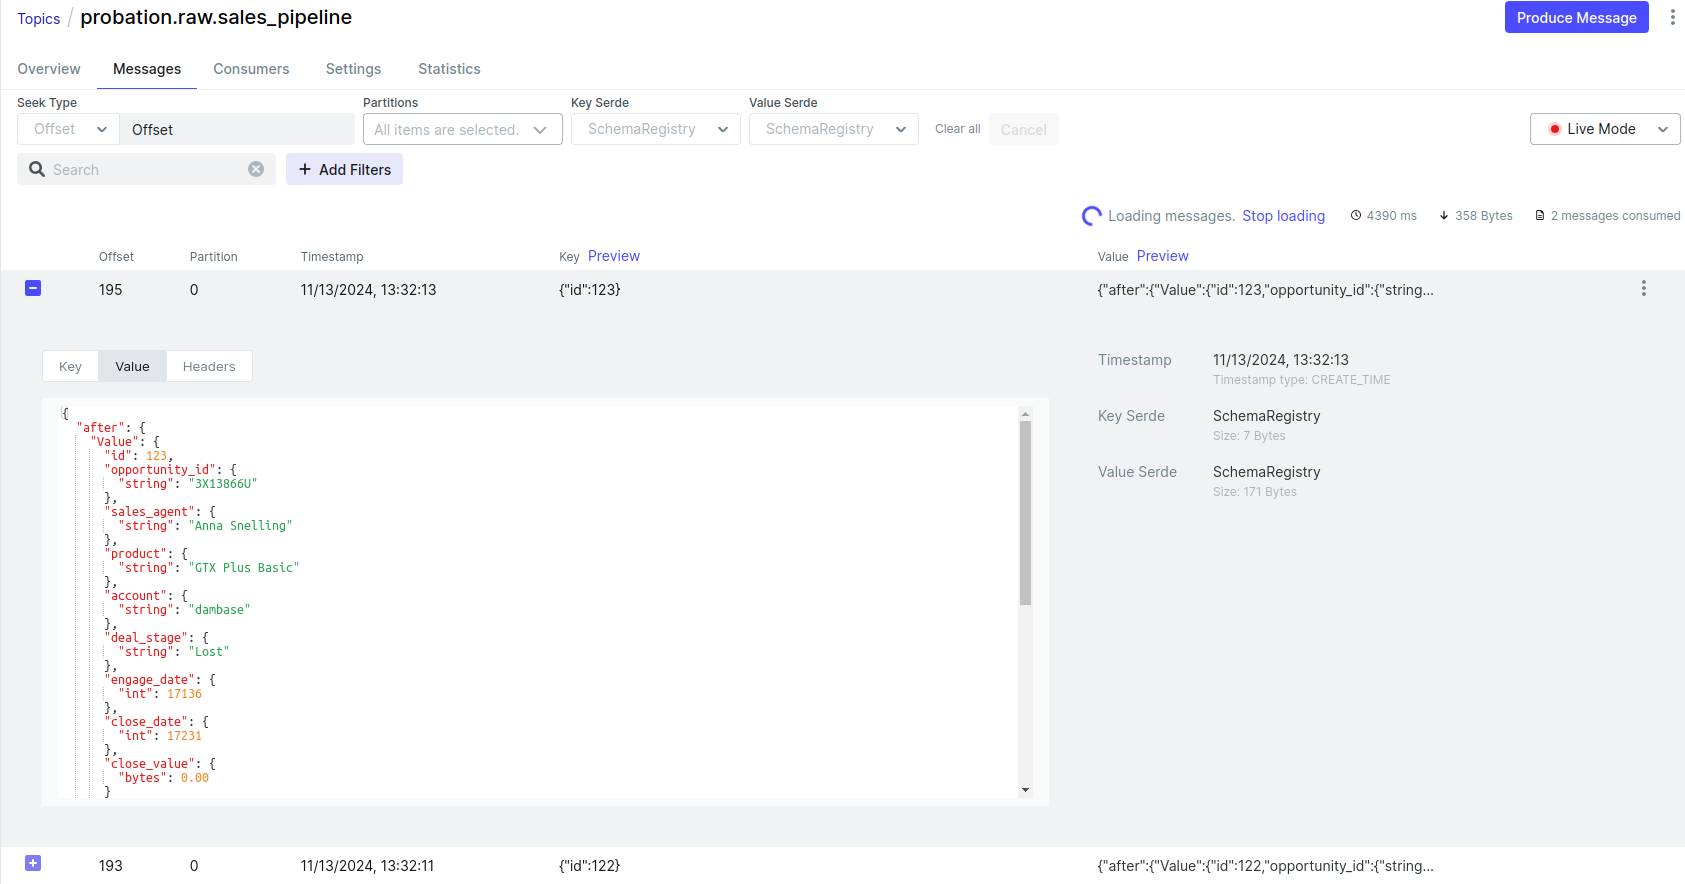 Topics / probation.raw.sales_pipeline
Produce Message
Overview Messages Consumers Settings Statistics
Seek Type Partitions Key Serde Value Serde
Offset Offset All items are selected. SchemaRegistry SchemaRegistry Clear all Cancel Live Mode
Search + Add Filters
Loading messages. Stop loading 4390 ms 358 Bytes 2 messages consumed
Offset Partition Timestamp Key Preview Value Preview
195 0 11/13/2024, 13:32:13 {"id":123} {"after":{"Value":{"id":123,"opportunity_id":{"string...
Key Value Headers
{
"after": {
"Value": {
"id": 123,
"opportunity_id": {
"string": "3X13866U"
},
"sales_agent": {
"string": "Anna Snelling"
},
"product": {
"string": "GTX Plus Basic"
},
"account": {
"string": "dambase"
},
"deal_stage": {
"string": "Lost"
},
"engage_date": {
"int": 17136
},
"close_date": {
"int": 17231
},
"close_value": {
"bytes": 0.00
}
Timestamp 11/13/2024, 13:32:13
Timestamp type: CREATE_TIME
Key Serde SchemaRegistry
Size: 7 Bytes
Value Serde SchemaRegistry
Size: 171 Bytes
193 0 11/13/2024, 13:32:11 {"id":122} {"after":{"Value":{"id":122,"opportunity_id":{"string...